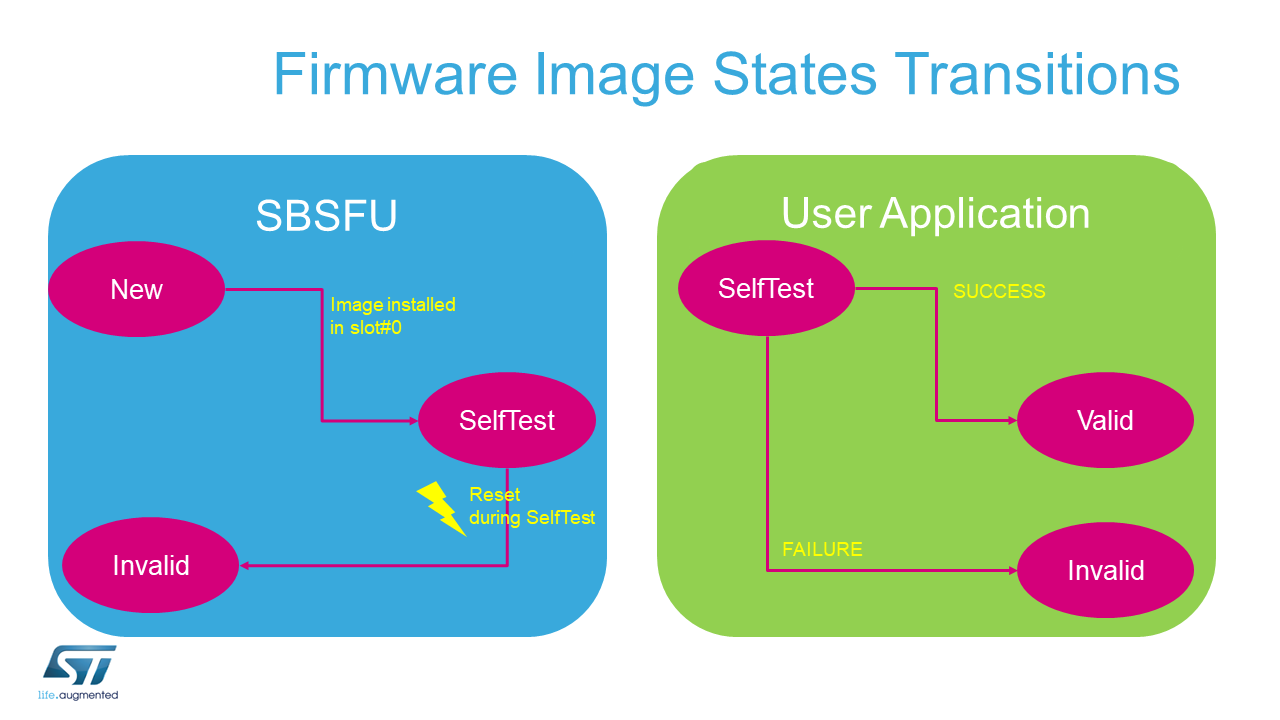 Firmware Image States Transitions
SBSFU
New
Image installed
in slot#0
SelfTest
Reset
during SelfTest
Invalid
User Application
SelfTest
SUCCESS
Valid
FAILURE
Invalid
ST
life.augmented